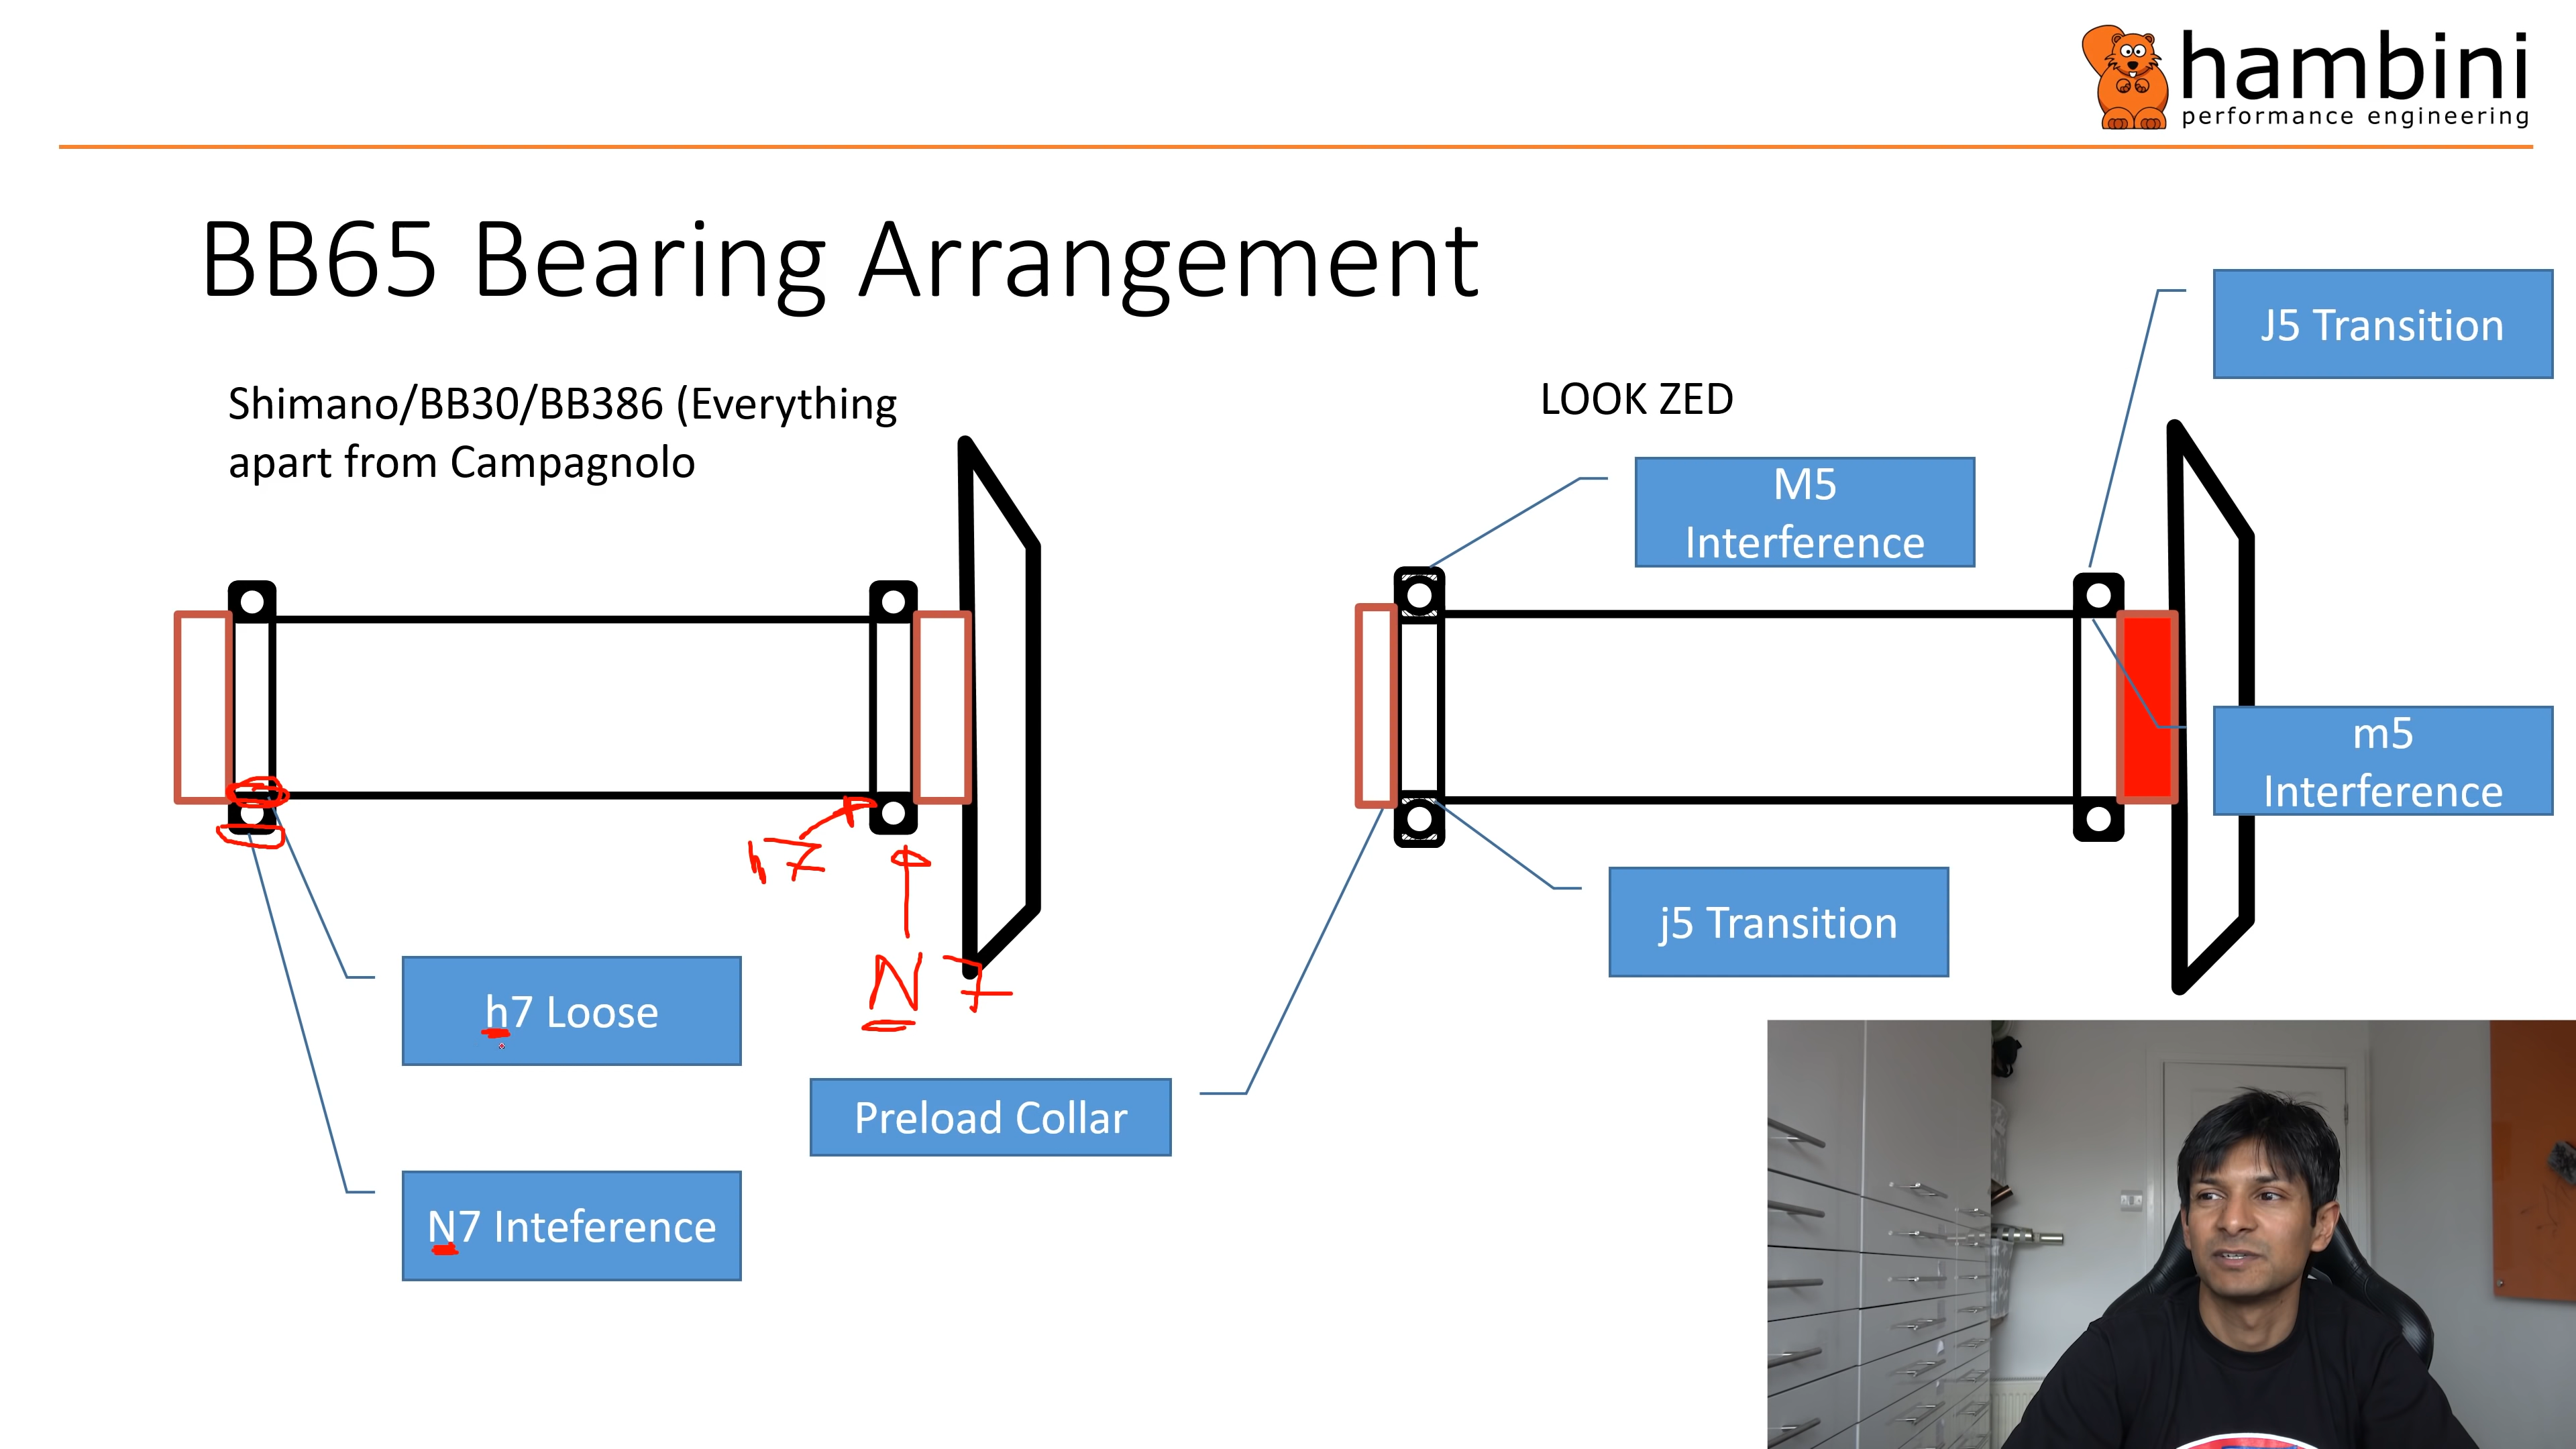 hambini
performance engineering
BB65 Bearing Arrangement
Shimano/BB30/BB386 (Everything
apart from Campagnolo
LOOK ZED
J5 Transition
M5
Interference
m5
Interference
j5 Transition
h7
N7
h7 Loose
Preload Collar
N7 Inteference